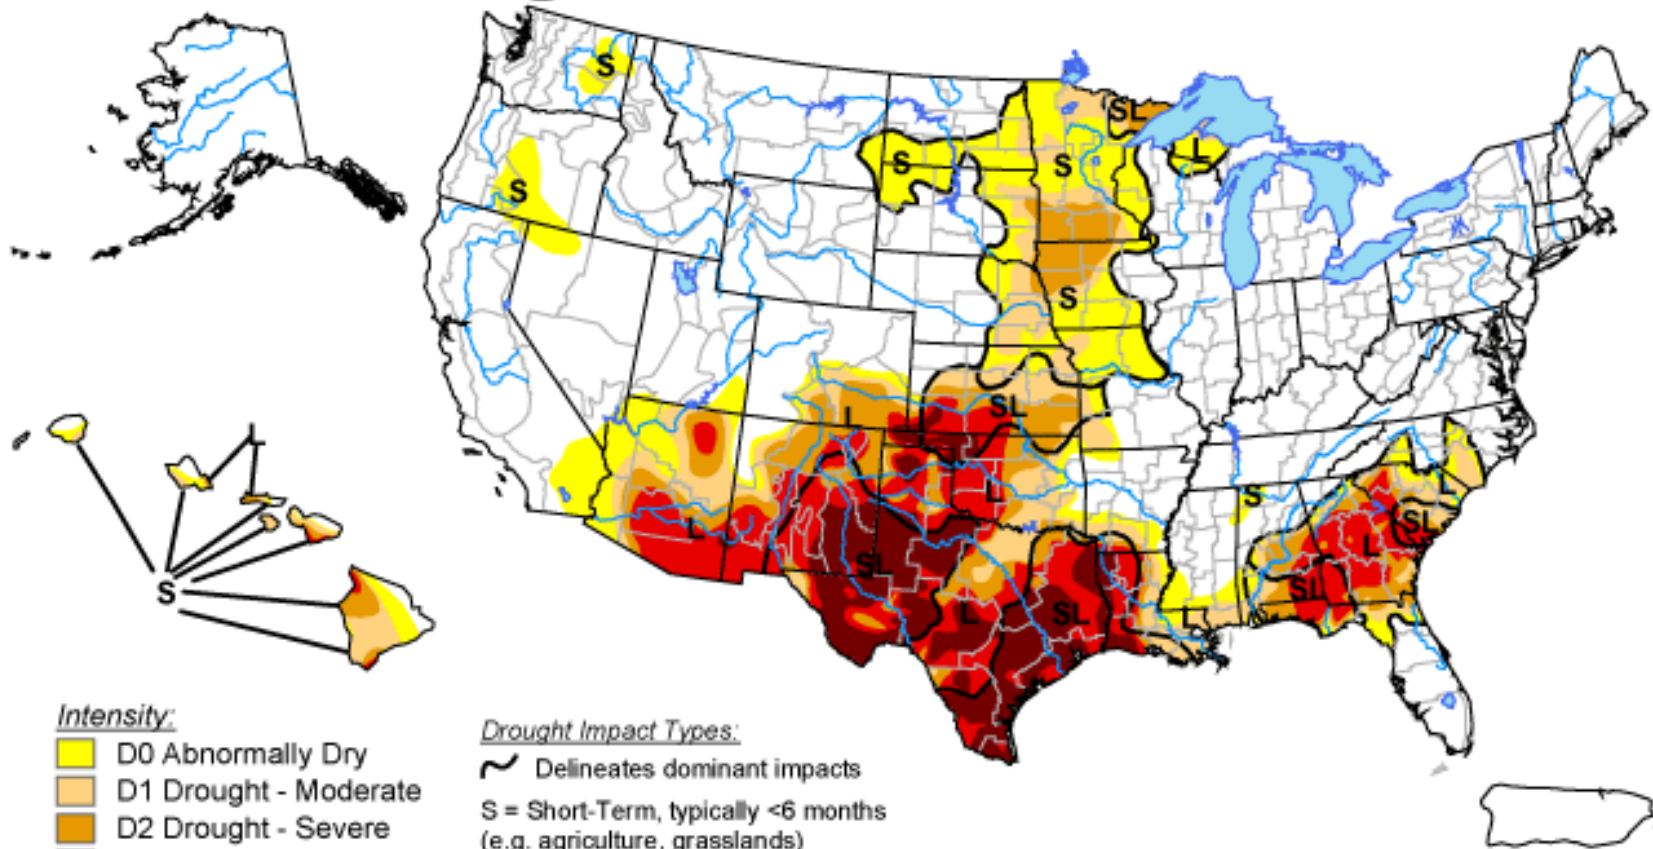 S
S
S
S
SL
L
S
L
SL
L
L
SL
L
SL
S
L
SL
L
SL
L
L
S
Intensity:
D0 Abnormally Dry
D1 Drought - Moderate
D2 Drought - Severe
Drought Impact Types:
Delineates dominant impacts
S = Short-Term, typically <6 months
(e.g. agriculture, grasslands)